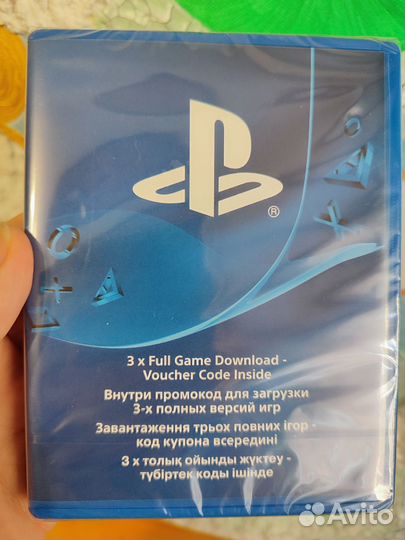 ®
3 x Full Game Download -
Voucher Code Inside
Внутри промокод для загрузки
3-х полных версий игр
Завантаження трьох повних ігор -
код купона всередині
3 x толық ойынды жүктеу -
түбіртек коды ішінде
Avito